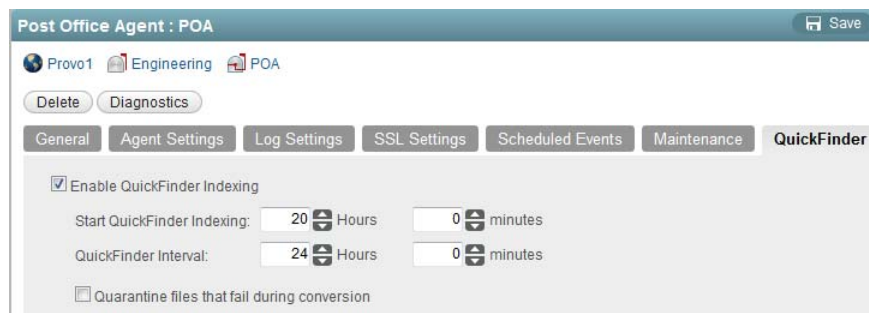 Post Office Agent : POA Save
Provo1 Engineering POA
Delete Diagnostics
General Agent Settings Log Settings SSL Settings Scheduled Events Maintenance QuickFinder
Enable QuickFinder Indexing
Start QuickFinder Indexing: 20 Hours 0 minutes
QuickFinder Interval: 24 Hours 0 minutes
Quarantine files that fail during conversion